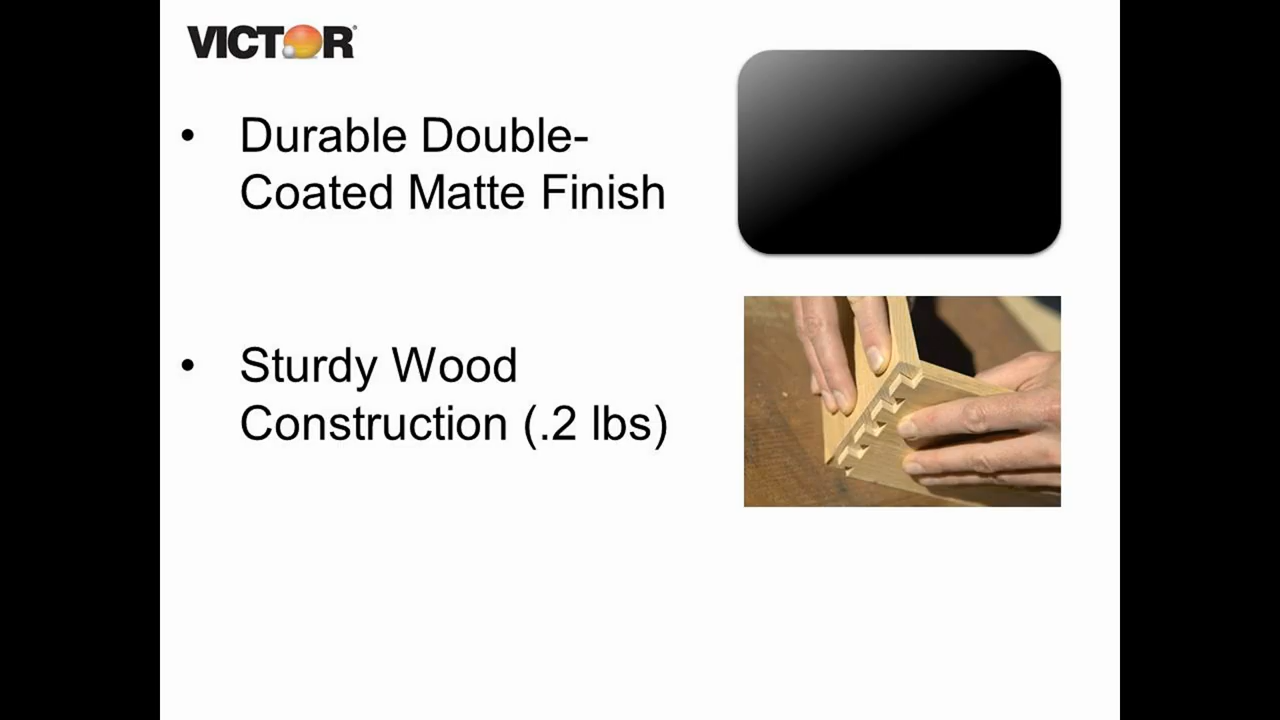 VICTOR®
• Durable Double-
Coated Matte Finish
• Sturdy Wood
Construction (.2 lbs)